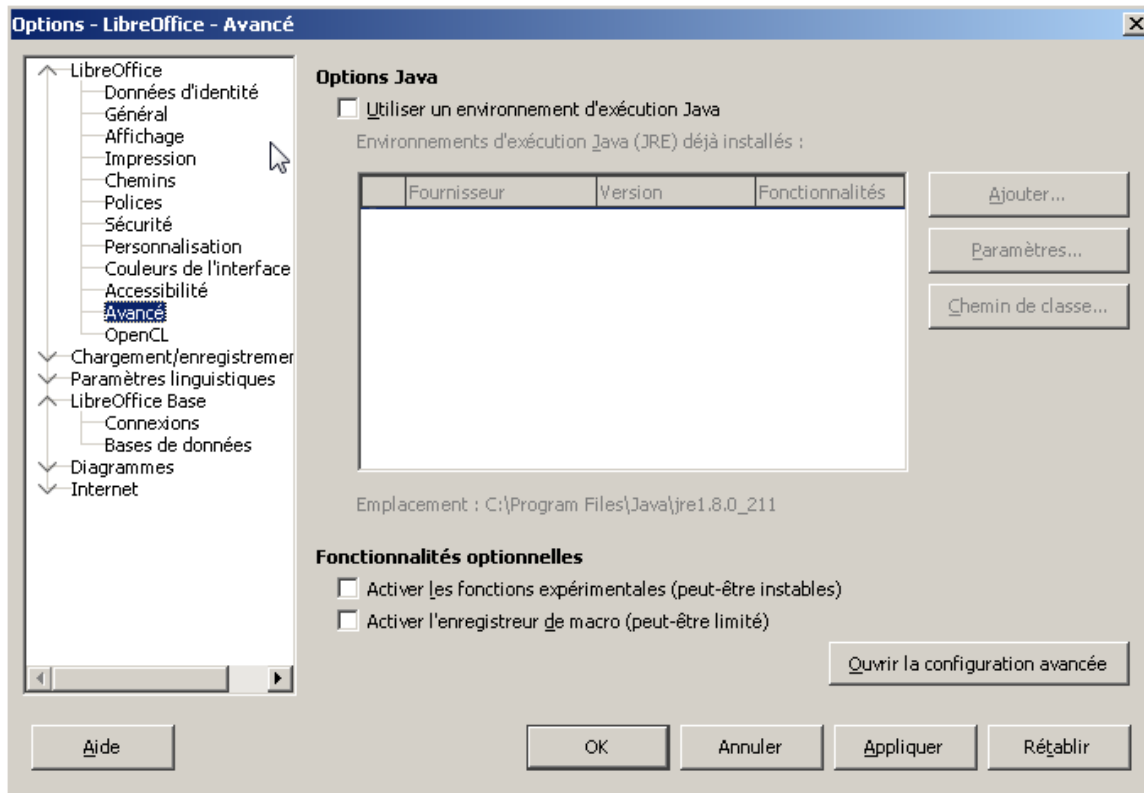 Options - LibreOffice - Avancé
LibreOffice
Données d'identité
Général
Affichage
Impression
Chemins
Polices
Sécurité
Personnalisation
Couleurs de l'interface
Accessibilité
Avancé
OpenCL
Chargement/enregistremer
Paramètres linguistiques
LibreOffice Base
Connexions
Bases de données
Diagrammes
Internet
Options Java
Utiliser un environnement d'exécution Java
Environnements d'exécution Java (JRE) déjà installés :
Fournisseur Version Fonctionnalités
Ajouter...
Paramètres...
Chemin de classe...
Emplacement : C:\Program Files\Java\jre1.8.0_211
Fonctionnalités optionnelles
Activer les fonctions expérimentales (peut-être instables)
Activer l'enregistreur de macro (peut-être limité)
Ouvrir la configuration avancée
Aide OK Annuler Appliquer Rétablir